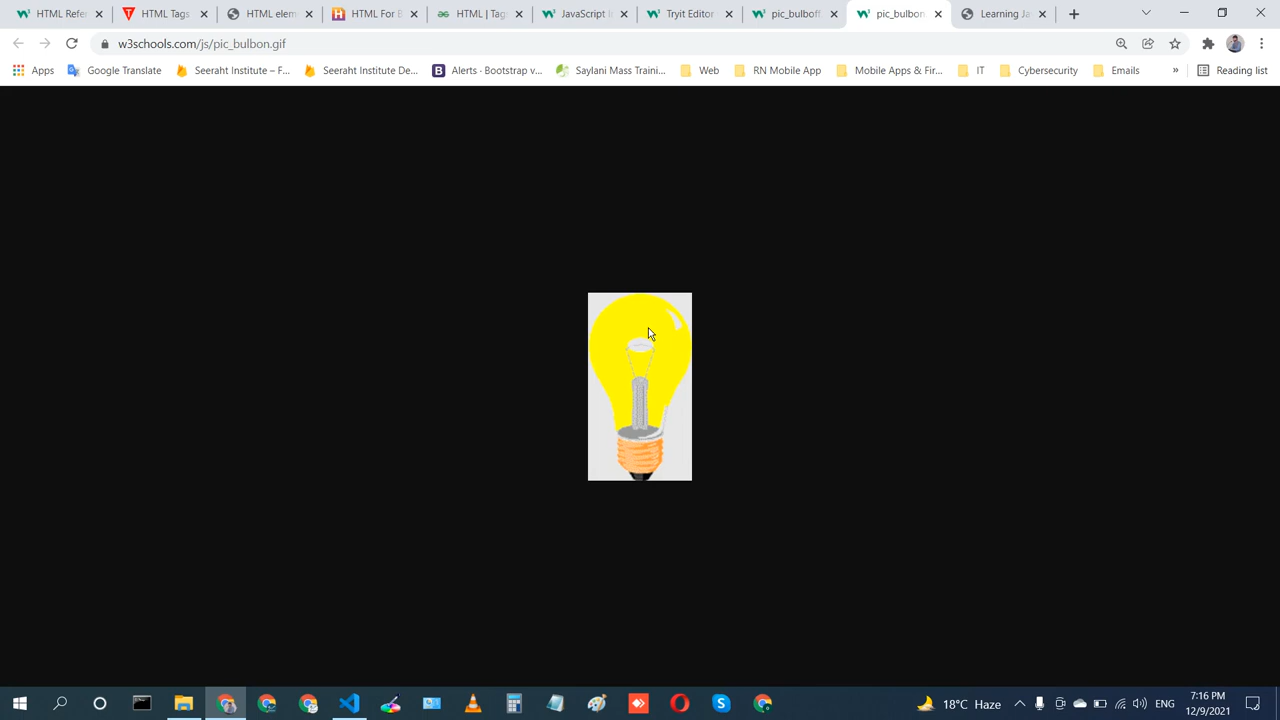 HTML Refer
HTML Tags
HTML elem
HTML For B
HTML | Tag
JavaScript I
Tryit Editor
pic_bulboff
pic_bulbon
Learning Ja
w3schools.com/js/pic_bulbon.gif
Apps
Google Translate
Seeraht Institute – F...
Seeraht Institute De...
Alerts · Bootstrap v...
Saylani Mass Traini...
Web
RN Mobile App
Mobile Apps & Fir...
IT
Cybersecurity
Emails
»
Reading list
18°C Haze
ENG
7:16 PM
12/9/2021